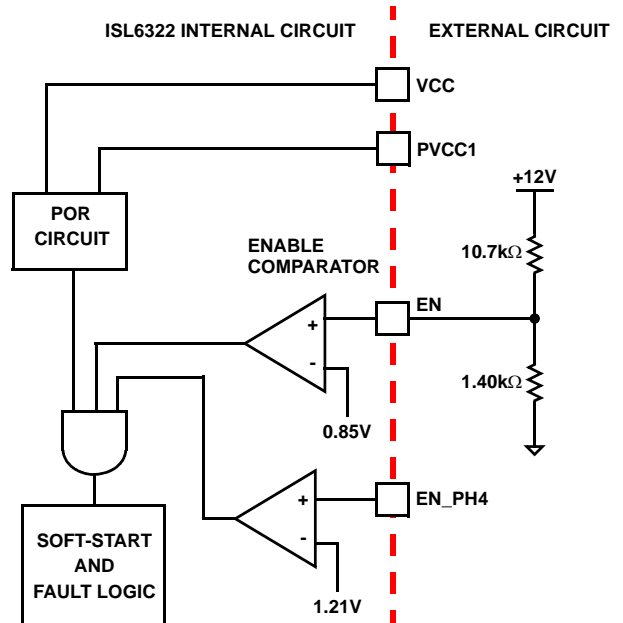 ISL6322 INTERNAL CIRCUIT
EXTERNAL CIRCUIT
VCC
PVCC1
+12V
POR
CIRCUIT
10.7kΩ
ENABLE
COMPARATOR
EN
+
-
1.40kΩ
0.85V
EN_PH4
+
-
SOFT-START
AND
FAULT LOGIC
1.21V